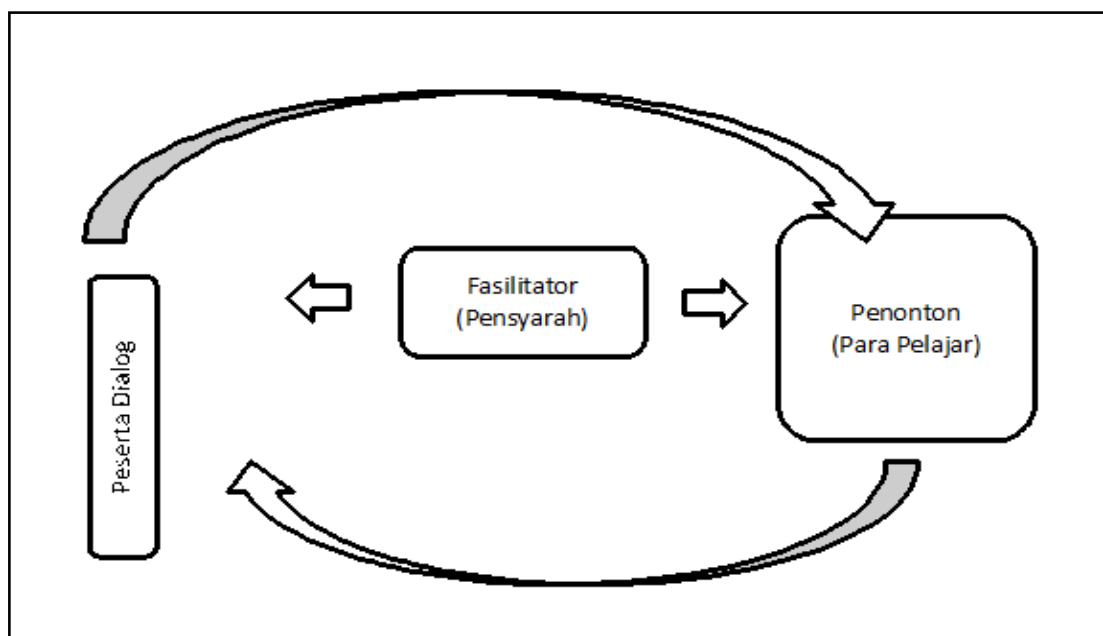 Peserta Dialog
Fasilitator
(Pensyarah)
Penonton
(Para Pelajar)